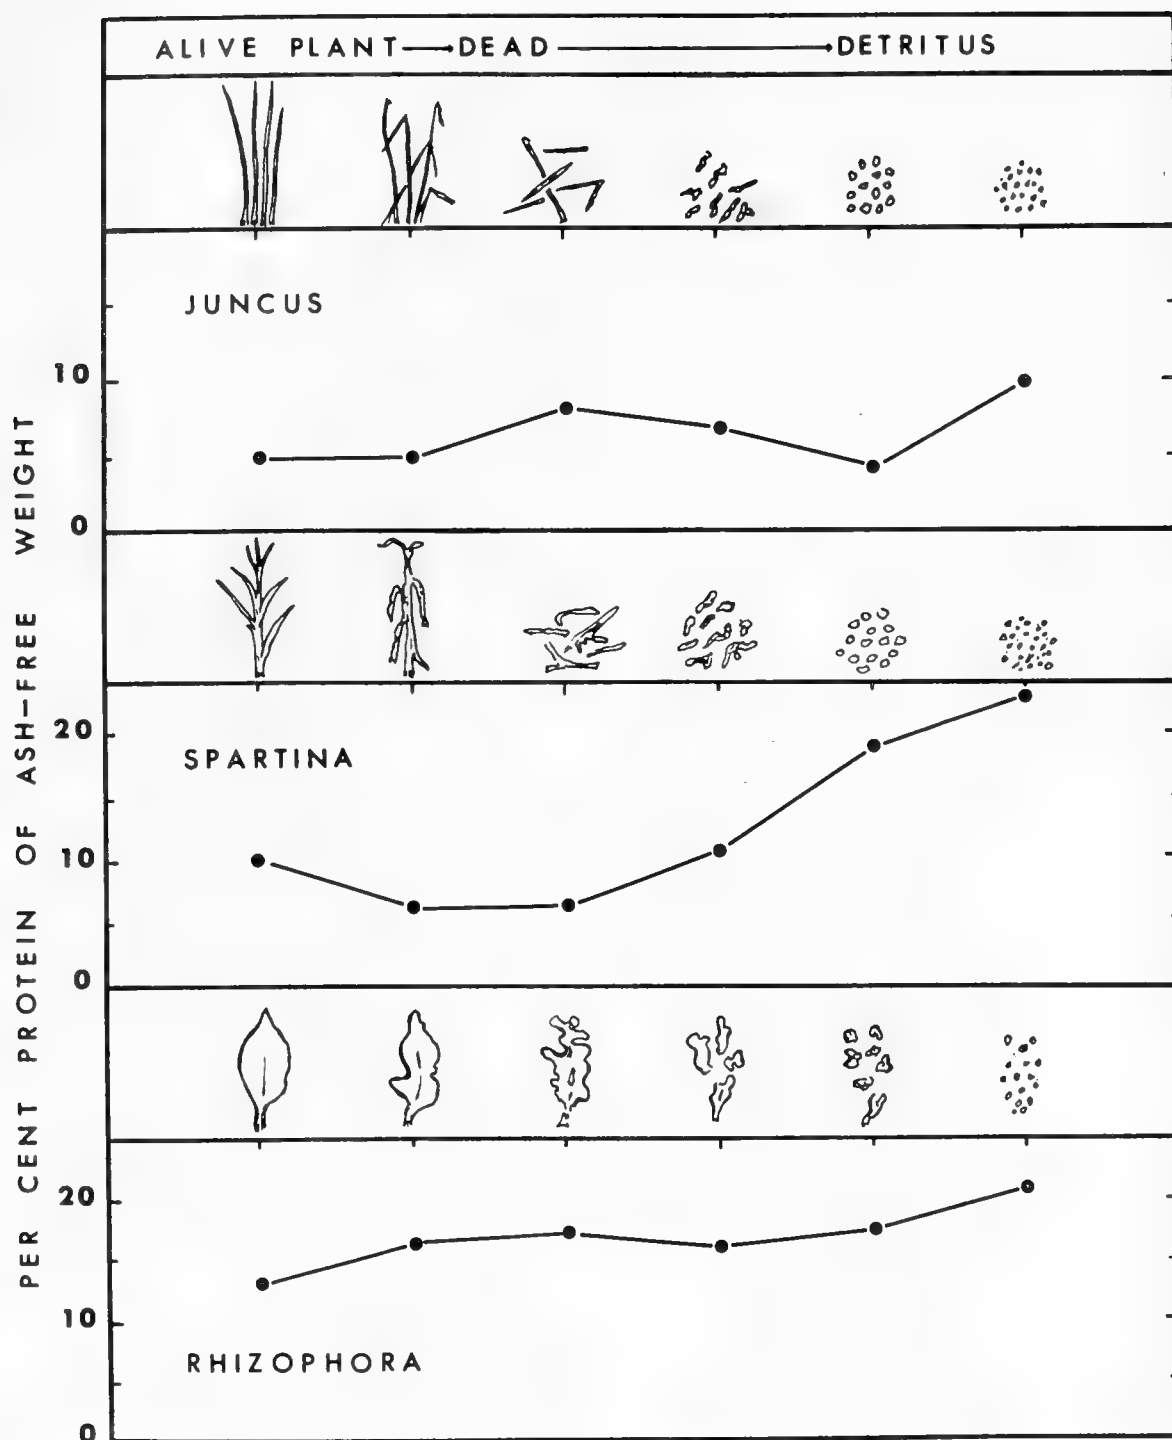 ALIVE PLANT→DEAD→DETRITUS
JUNCUS
10
0
SPARTINA
20
10
0
RHIZOPHORA
20
10
0
PER CENT PROTEIN OF ASH-FREE WEIGHT